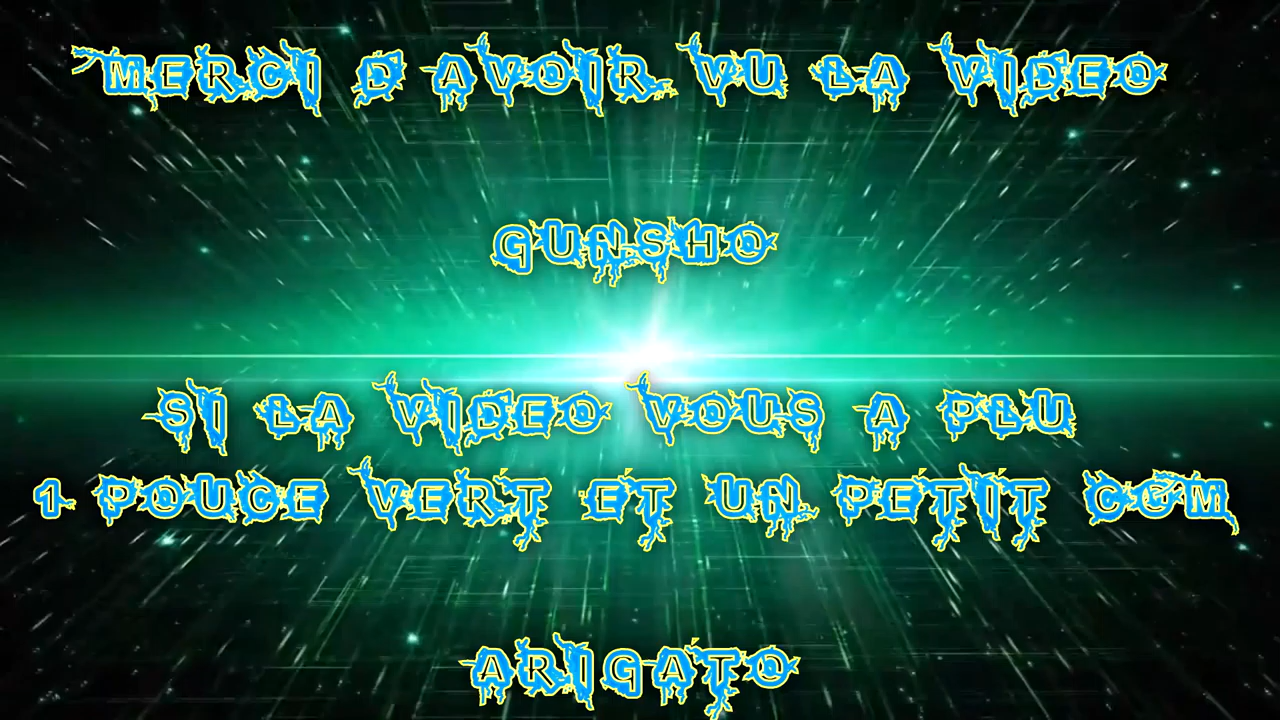 MERCI D AVOIR VU LA VIDEO
GUNSHO
SI LA VIDEO VOUS A PLU
1 POUCE VERT ET UN PETIT COM
ARIGATO